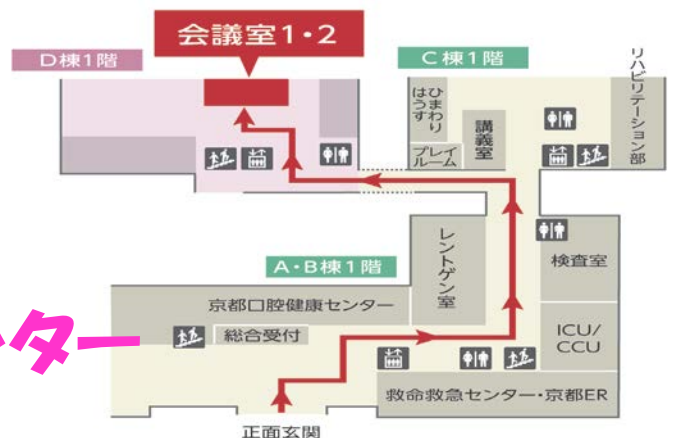 会議室1・2
D棟1階
C棟1階
リハビリテーション部
ひまわり
はうす
プレイ
ルーム
講義室
レントゲン室
検査室
A・B棟1階
京都口腔健康センター
総合受付
ンター
ICU/
CCU
救命救急センター・京都ER
正面玄関